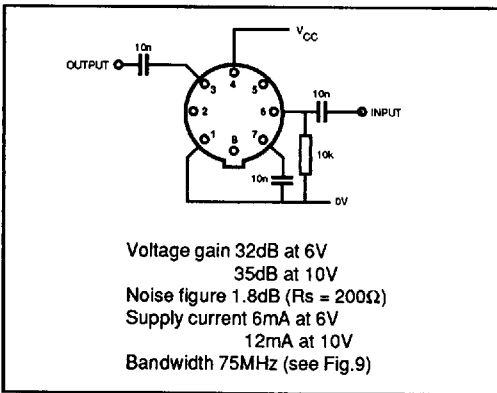 V_CC
10n
OUTPUT
4
3
5
10n
2
6
INPUT
1
7
8
10k
10n
0V
Voltage gain 32dB at 6V
35dB at 10V
Noise figure 1.8dB (Rs = 200Ω)
Supply current 6mA at 6V
12mA at 10V
Bandwidth 75MHz (see Fig.9)